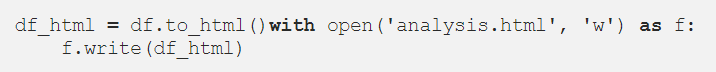 df_html = df.to_html()with open('analysis.html', 'w') as f:
    f.write(df_html)